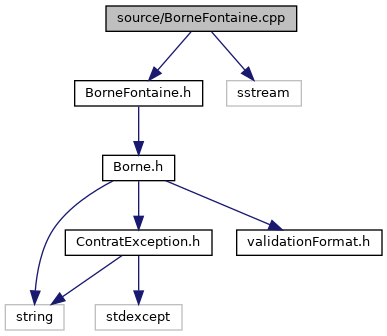 source/BorneFontaine.cpp
BorneFontaine.h
sstream
Borne.h
ContratException.h
validationFormat.h
string
stdexcept